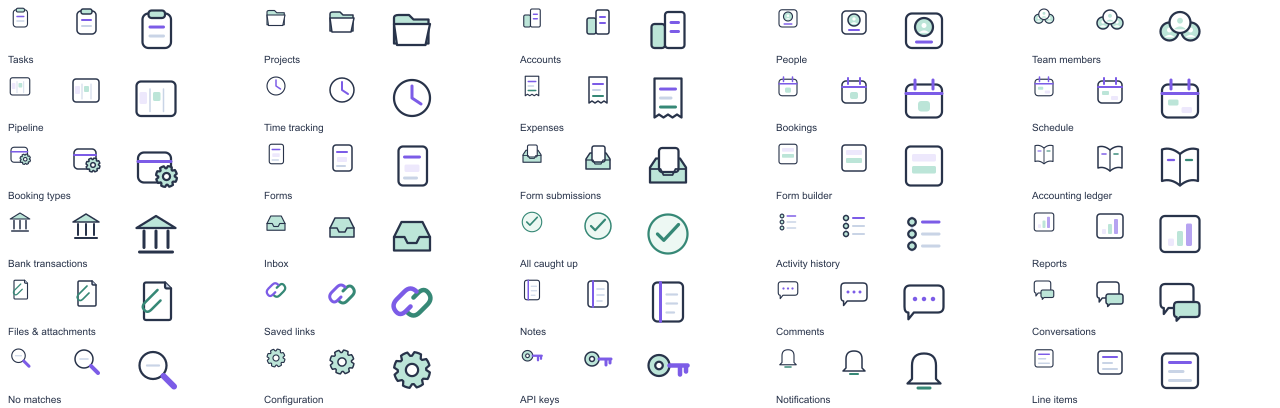 Tasks
Projects
Accounts
People
Team members
Pipeline
Time tracking
Expenses
Bookings
Schedule
Booking types
Forms
Form submissions
Form builder
Accounting ledger
Bank transactions
Inbox
All caught up
Activity history
Reports
Files & attachments
Saved links
Notes
Comments
Conversations
No matches
Configuration
API keys
Notifications
Line items